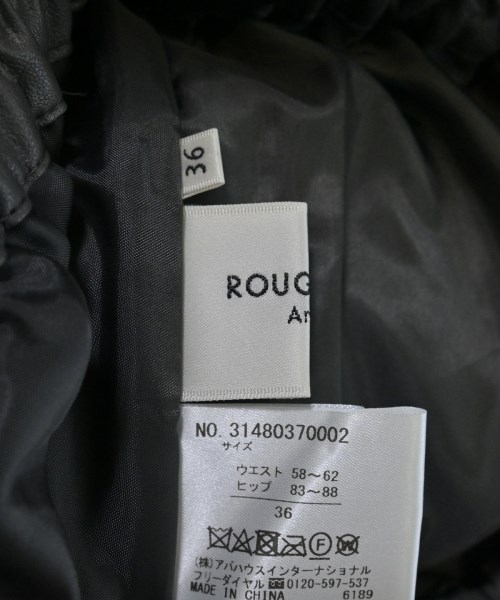 36
ROUG
An
NO. 31480370002
サイズ
ウエスト 58～62
ヒップ 83～88
36
(株)アバハウスインターナショナル
フリーダイヤル 0120-597-537
MADE IN CHINA 6189